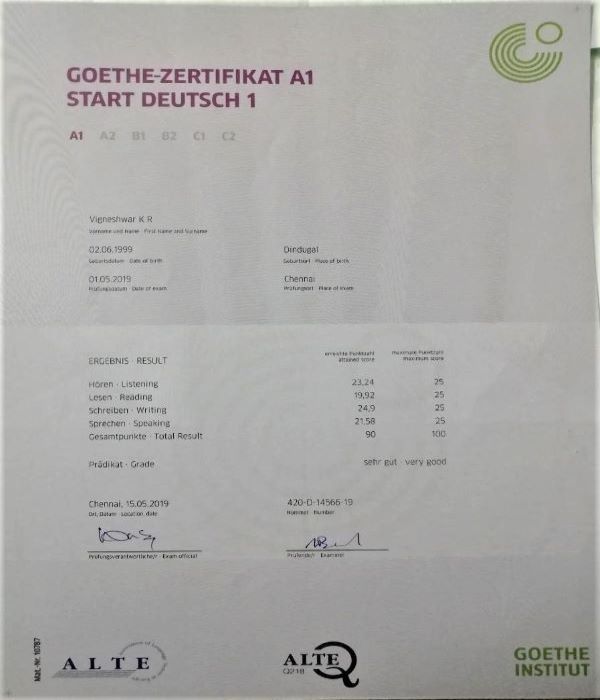 GOETHE-ZERTIFIKAT A1
START DEUTSCH 1
A1 A2 B1 B2 C1 C2
Vigneshwar K R
Vorname und Name · First Name and Surname
02.06.1999 Dindugal
Geburtsdatum · Date of birth Geburtsort · Place of birth
01.05.2019 Chennai
Prüfungsdatum · Date of exam Prüfungsort · Place of exam
ERGEBNIS · RESULT erreichte Punktzahl maximale Punktzahl
attained score maximum score
Hören · Listening 23,24 25
Lesen · Reading 19,92 25
Schreiben · Writing 24,9 25
Sprechen · Speaking 21,58 25
Gesamtpunkte · Total Result 90 100
Prädikat · Grade sehr gut · very good
Chennai, 15.05.2019 420-D-14566-19
Ort, Datum · Location, date Nummer · Number
Prüfungsverantwortliche/r · Exam official Prüfende/r · Examiner
Mat.-Nr. 10787
ALTE
ALTE
Q218
GOETHE
INSTITUT